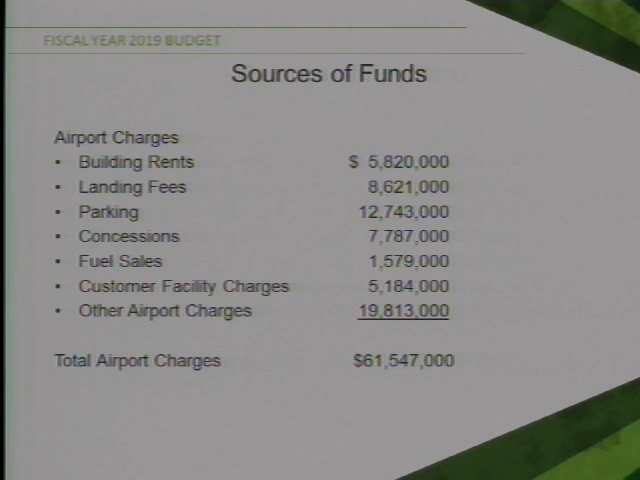 FISCAL YEAR 2019 BUDGET
Sources of Funds
Airport Charges
• Building Rents $ 5,820,000
• Landing Fees 8,621,000
• Parking 12,743,000
• Concessions 7,787,000
• Fuel Sales 1,579,000
• Customer Facility Charges 5,184,000
• Other Airport Charges 19,813,000
Total Airport Charges $61,547,000